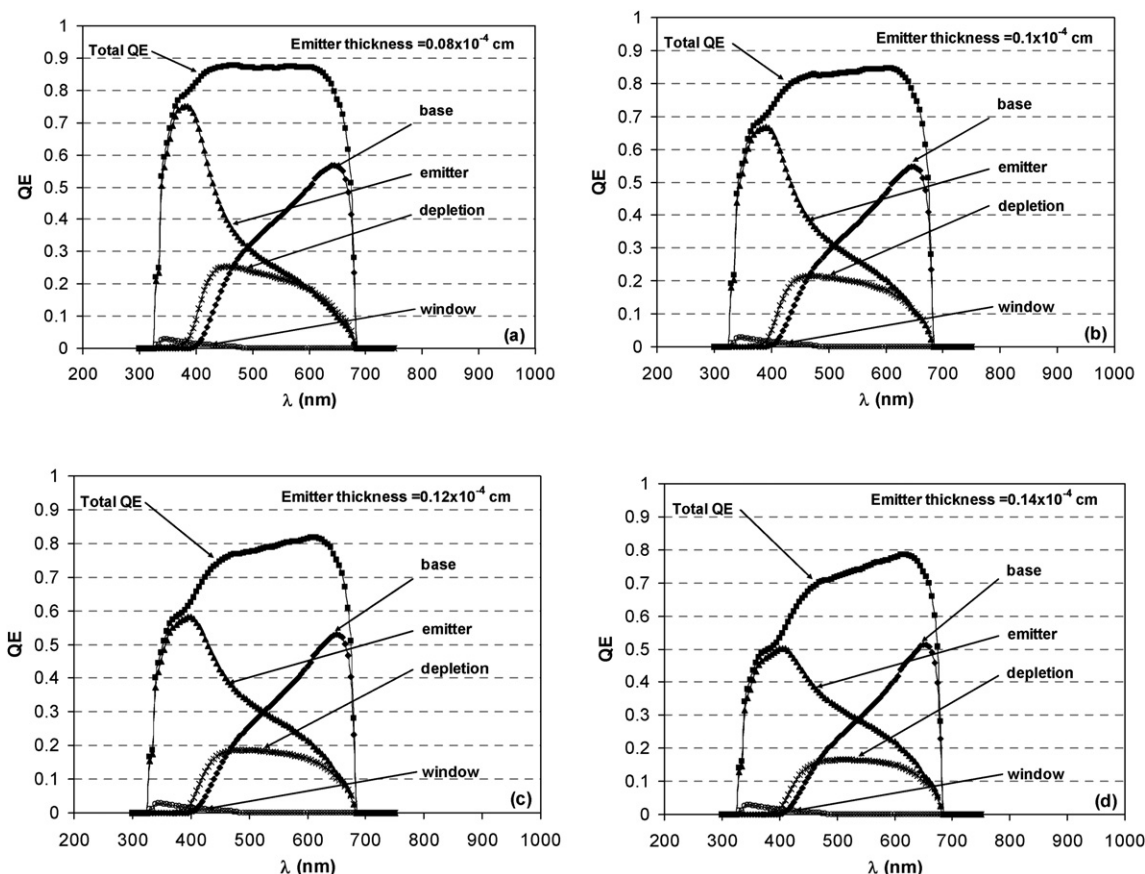 Emitter thickness =0.08x10⁻⁴ cm
Total QE
base
emitter
depletion
window
(a)
QE
1
0.9
0.8
0.7
0.6
0.5
0.4
0.3
0.2
0.1
0
200 300 400 500 600 700 800 900 1000
λ (nm)
Emitter thickness =0.1x10⁻⁴ cm
Total QE
base
emitter
depletion
window
(b)
QE
1
0.9
0.8
0.7
0.6
0.5
0.4
0.3
0.2
0.1
0
200 300 400 500 600 700 800 900 1000
λ (nm)
Emitter thickness =0.12x10⁻⁴ cm
Total QE
base
emitter
depletion
window
(c)
QE
1
0.9
0.8
0.7
0.6
0.5
0.4
0.3
0.2
0.1
0
200 300 400 500 600 700 800 900 1000
λ (nm)
Emitter thickness =0.14x10⁻⁴ cm
Total QE
base
emitter
depletion
window
(d)
QE
1
0.9
0.8
0.7
0.6
0.5
0.4
0.3
0.2
0.1
0
200 300 400 500 600 700 800 900 1000
λ (nm)